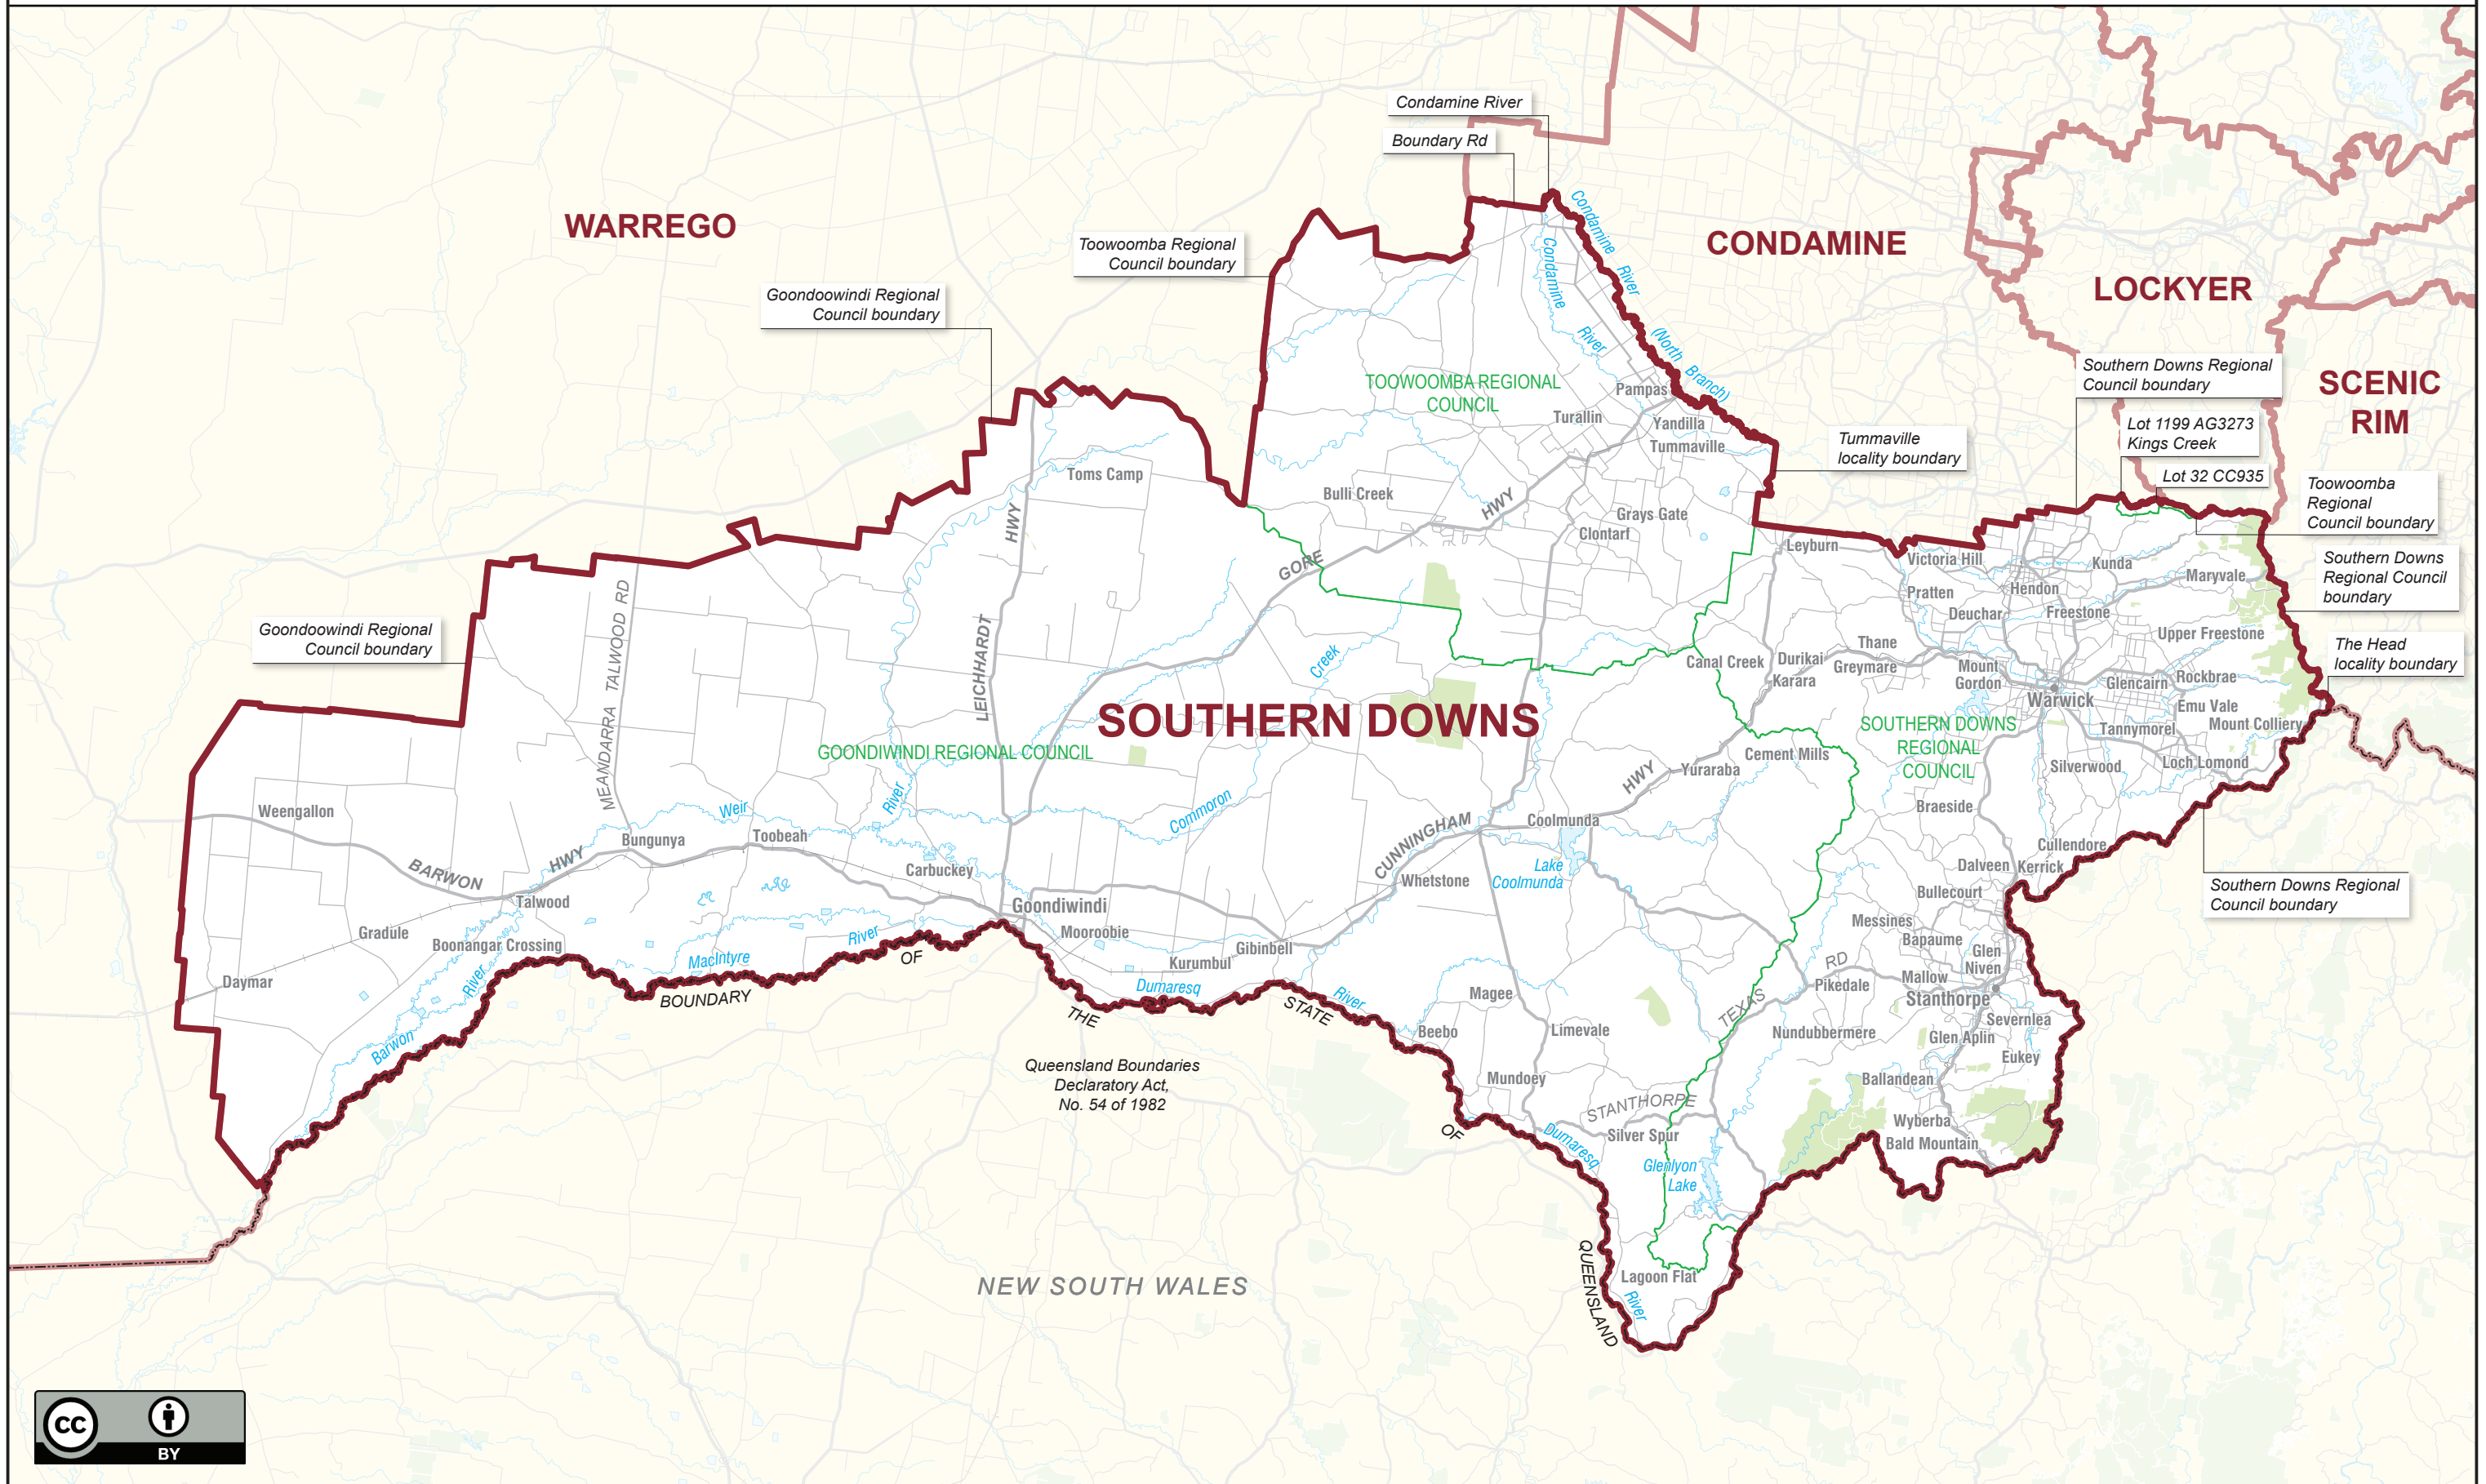 Condamine River
Boundary Rd
WARREGO
CONDAMINE
LOCKYER
SCENIC
RIM
Toowoomba Regional
Council boundary
Goondoowindi Regional
Council boundary
Goondoowindi Regional
Council boundary
Southern Downs Regional
Council boundary
Lot 1199 AG3273
Kings Creek
Lot 32 CC935
Toowoomba
Regional
Council boundary
Southern Downs
Regional Council
boundary
The Head
locality boundary
Tummaville
locality boundary
Southern Downs Regional
Council boundary
Condamine River
(North Branch)
Condamine River
TOOWOOMBA REGIONAL
COUNCIL
Pampas
Turallin
Yandilla
Tummaville
Bulli Creek
Grays Gate
Clontarf
GORE HWY
Toms Camp
LEICHHARDT HWY
MEANDARRA TALWOOD RD
SOUTHERN DOWNS
GOONDIWINDI REGIONAL COUNCIL
SOUTHERN DOWNS
REGIONAL
COUNCIL
Leyburn
Victoria Hill
Kunda
Maryvale
Hendon
Pratten
Deuchar
Freestone
Upper Freestone
Thane
Canal Creek
Durikai
Greymare
Karara
Mount
Gordon
Glencairn
Rockbrae
Warwick
Emu Vale
Mount Colliery
Tannymorel
Loch Lomond
Silverwood
Cement Mills
Yuraraba
Braeside
Cullendore
Dalveen
Kerrick
Bullecourt
Messines
Bapaume
Glen
Niven
Mallow
Pikedale
Stanthorpe
Severnlea
Nundubbermere
Glen Aplin
Eukey
Ballandean
Wyberba
Bald Mountain
Creek
Commoron
Weir
River
CUNNINGHAM HWY
Coolmunda
Lake
Coolmunda
Whetstone
Weengallon
BARWON HWY
Bungunya
Toobeah
Carbuckey
Talwood
Goondiwindi
Gradule
Boonangar Crossing
Mooroobie
Gibinbell
Kurumbul
Daymar
Barwon River
MacIntyre River
Dumaresq River
Magee
Beebo
Limevale
Mundoey
STANTHORPE TEXAS RD
Silver Spur
Glenlyon
Lake
Dumaresq
River
Lagoon Flat
BOUNDARY OF THE STATE OF QUEENSLAND
Queensland Boundaries
Declaratory Act,
No. 54 of 1982
NEW SOUTH WALES
cc
BY